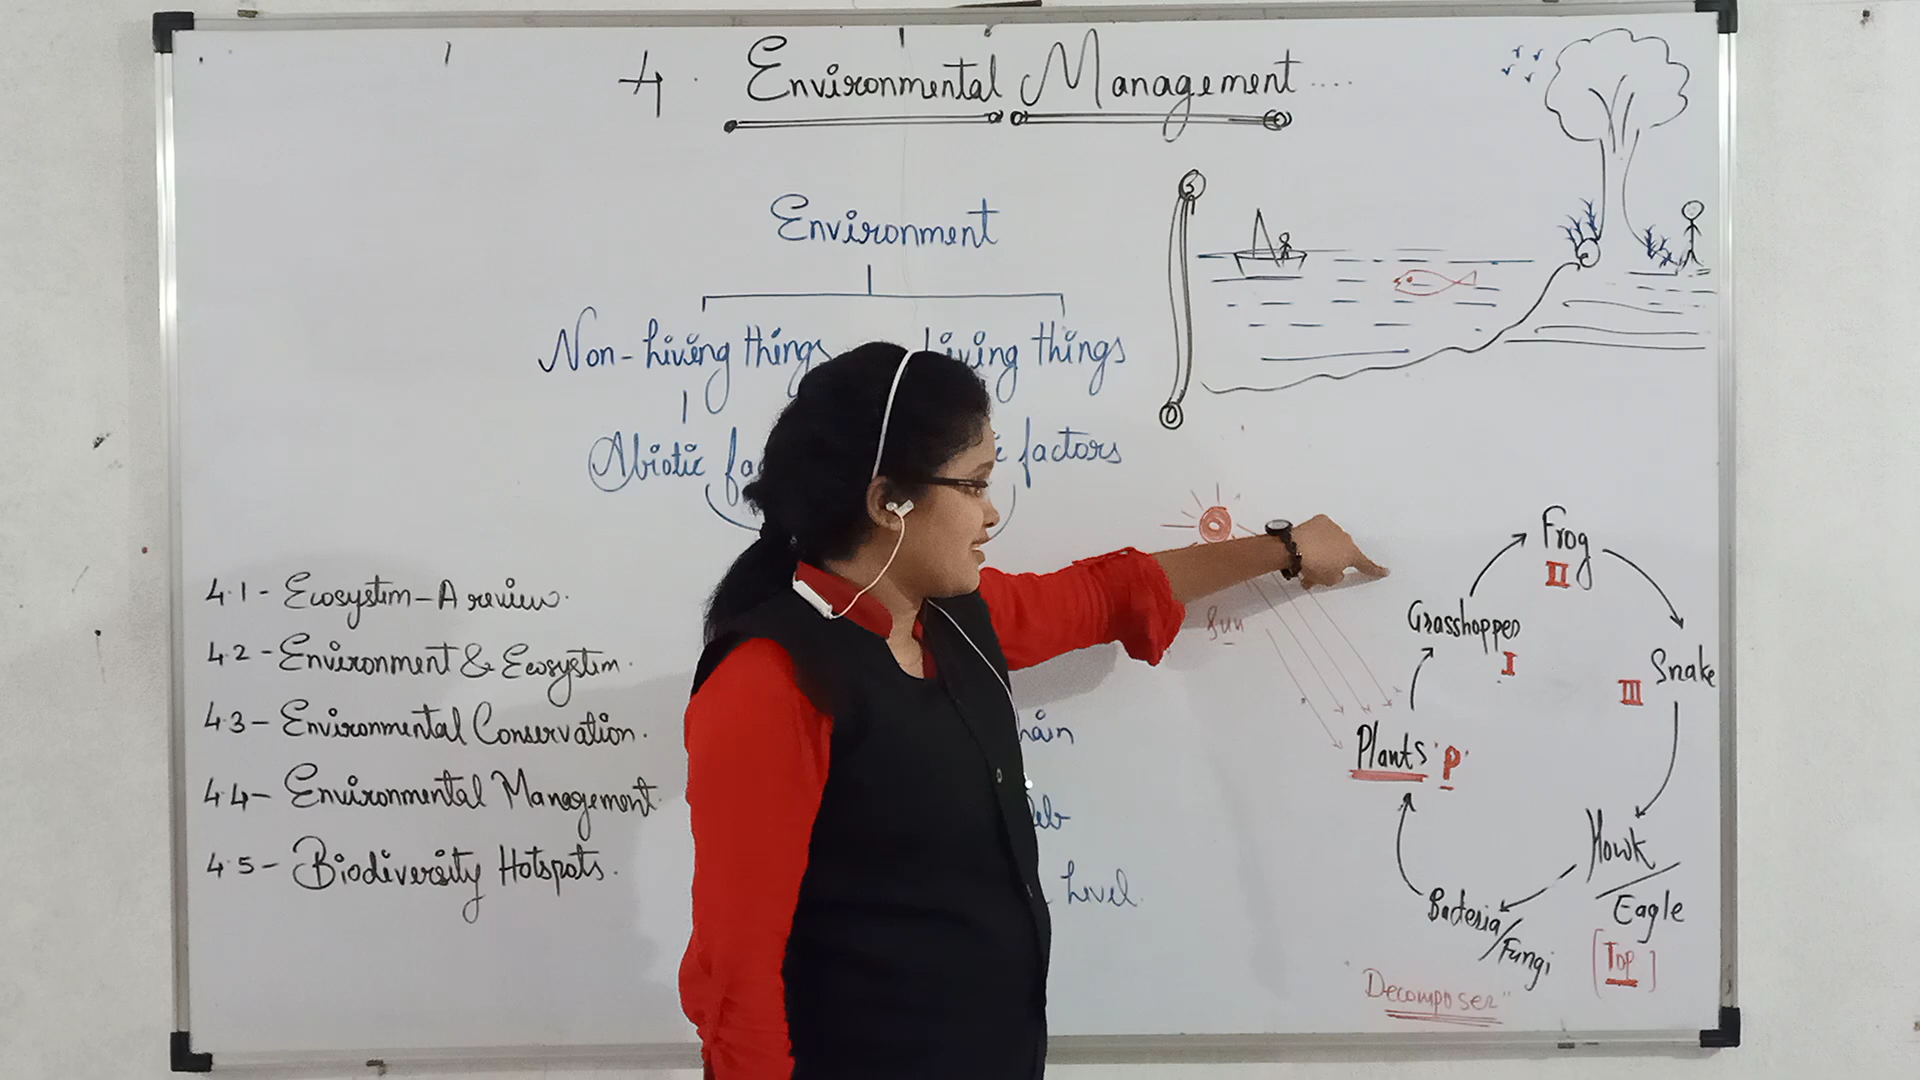 4. Environmental Management....
Environment
Non-Living things
Living things
Abiotic
factors
4.1 - Ecosystem - A review.
4.2 - Environment & Ecosystem.
4.3 - Environmental Conservation.
4.4 - Environmental Management.
4.5 - Biodiversity Hotspots.
Level.
Sun
Frog
II
Grasshopper
I
Snake
III
Plants 'P'
Howk/
Eagle
[Top]
Bacteria/
Fungi
Decomposer"